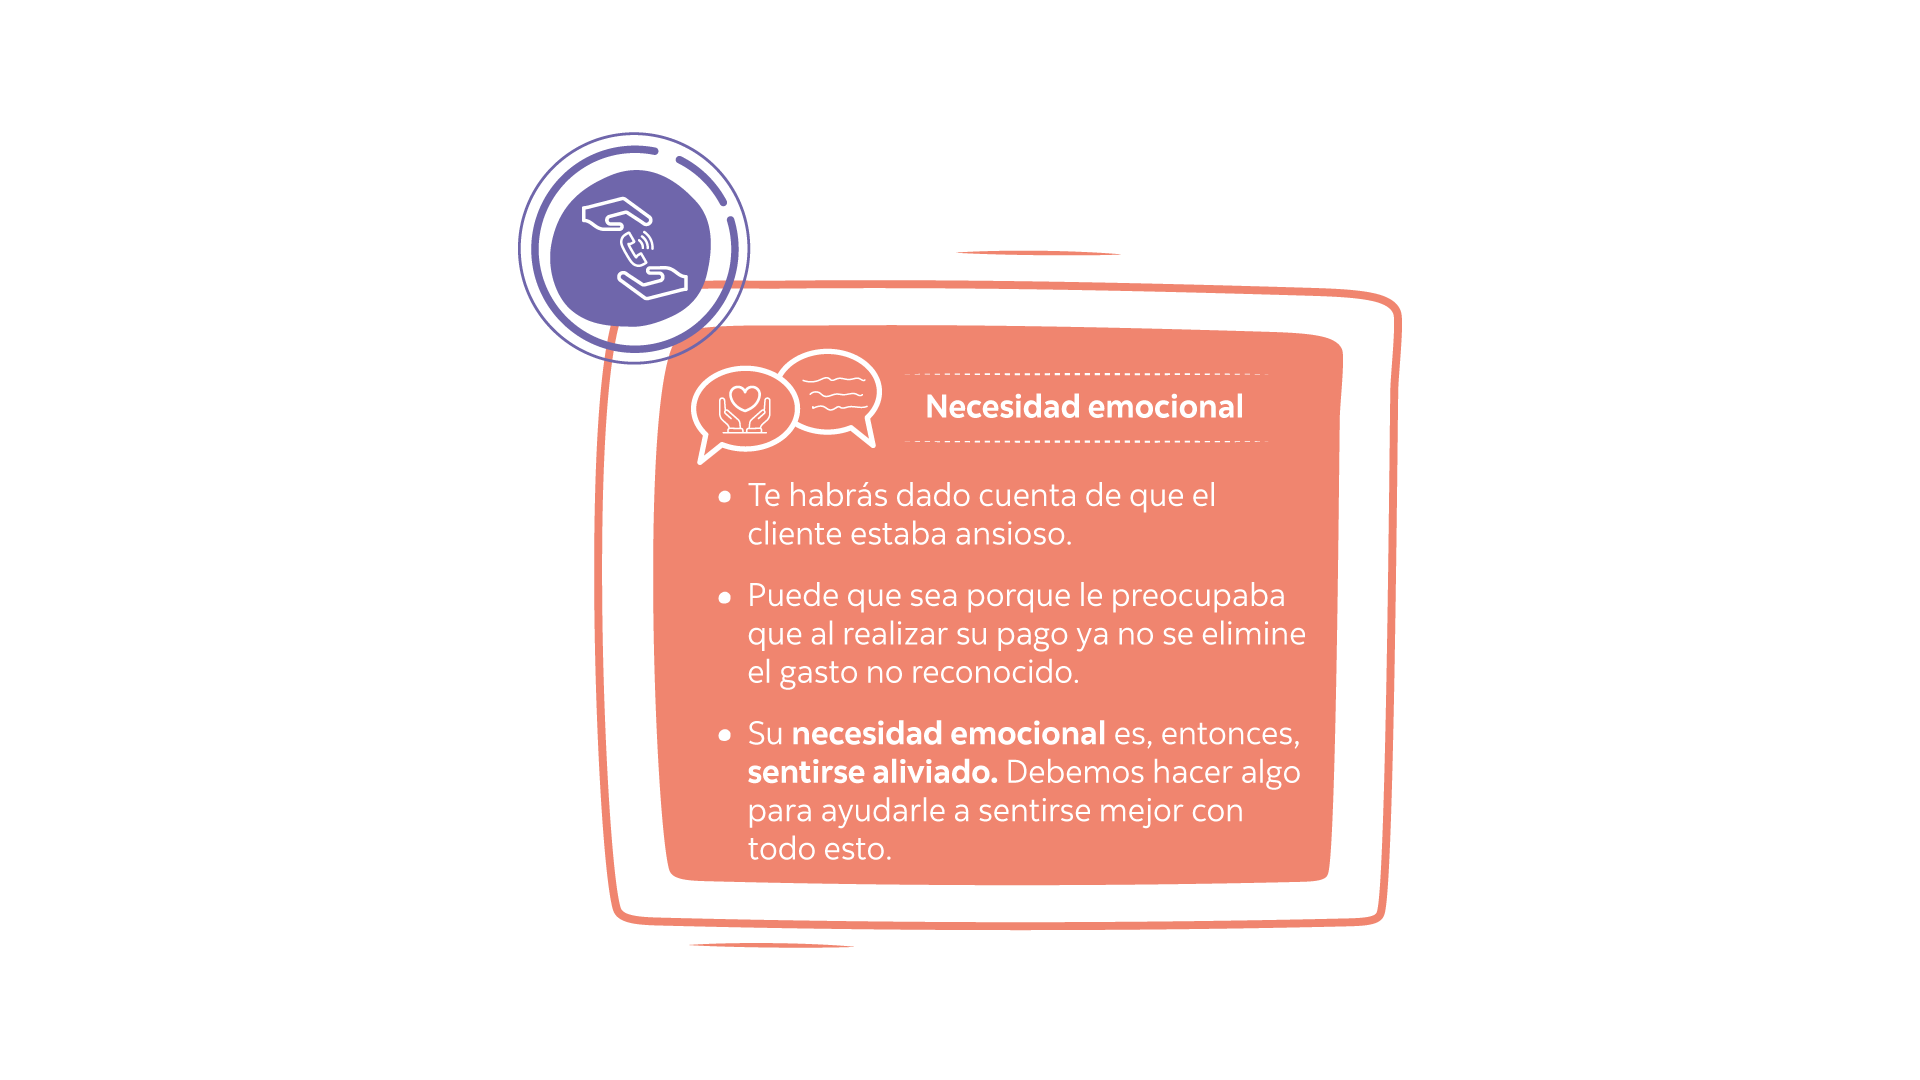 Necesidad emocional
• Te habrás dado cuenta de que el
cliente estaba ansioso.
• Puede que sea porque le preocupaba
que al realizar su pago ya no se elimine
el gasto no reconocido.
• Su necesidad emocional es, entonces,
sentirse aliviado. Debemos hacer algo
para ayudarle a sentirse mejor con
todo esto.